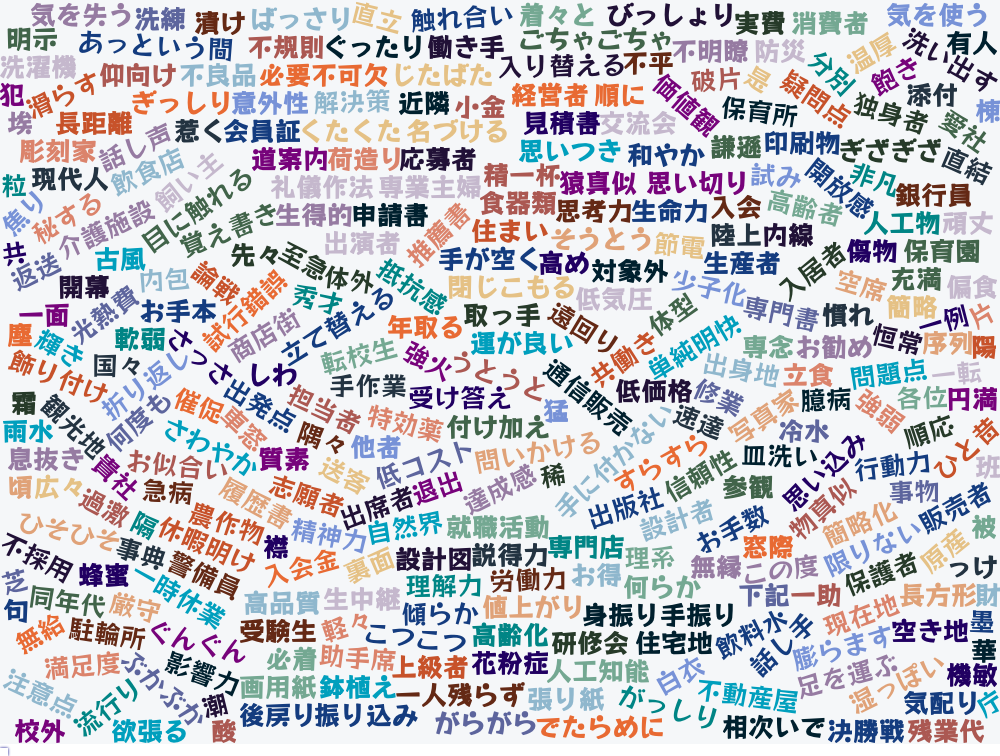 気を失う 洗練 漬け ばっさり 直立 触れ合い 着々と びっしょり 実費 消費者 気を使う
明示 あっという間 不規則 ぐったり 働き手 ごちゃごちゃ 不明瞭 防災 分別 温厚 洗い出す 有人
洗濯機 仰向け 不良品 必要不可欠 じたばた 入り替える 不平 破片 是 疑問点 飽き 添付
犯 滑らす ぎっしり 意外性 解決策 近隣 小金 経営者 順に 価値観 保育所 独身者 棟
埃 長距離 話し声 惹く 会員証 くたくた 名づける 見積書 交流会 謙遜 印刷物 ぎざぎざ 愛社
彫刻家 飲食店 飼い主 道案内 荷造り 応募者 思いつき 和やか 直結
粒 現代人 目に触れる 礼儀作法 専業主婦 精一杯 猿真似 思い切り 試み 開放感 非凡 銀行員
焦り 秘する 介護施設 覚え書き 生得的 申請書 推薦書 食器類 思考力 生命力 入会 高齢者 人工物 頑丈
共 返送 古風 先々 至急 出演者 住まい そうとう 節電 陸上 内線 入居者 傷物 保育園
開幕 内包 論戦 試行錯誤 秀才 体外 抵抗感 手が空く 高め 対象外 生産者 空席 充満 偏食
一面 光熱費 お手本 商店街 立て替える 閉じこもる 低気圧 少子化 専門書 慣れ 簡略 一例 片
塵 輝き 軟弱 さっさ 年取る 取っ手 遠回り 体型 単純明快 恒常 序列 陽
飾り付け 国々 折り返し しわ 転校生 強火 運が良い 共働き 専念 お勧め 問題点 一転
霜 観光地 何度も 催促 出発点 手作業 うとうと 通信販売 低価格 出身地 立食 各位 円満
雨水 さわやか 真意 担当者 特効薬 受け答え 猛 修業 写真家 臆病 強弱 順応 ひと昔
息抜き 貴社 お似合い 質素 隅々 他者 付け加え 手に付かない 速達 冷水 皿洗い 思い込み 行動力 班
頃 広々 過激 急病 履歴書 志願者 送客 低コスト 問いかける 稀 すらすら 信頼性 参観 物真似 事物 販売者
ひそひそ 隔 農作物 休暇明け 精神力 出席者 退出 達成感 出版社 設計者 お手数 簡略化 限りない 被
不採用 事典 警備員 襟 入会金 自然界 就職活動 窓際 保護者 原産 っけ
芝 蜂蜜 一時休業 裏面 設計図 説得力 専門店 理系 無縁 この度
句 同年代 厳守 高品質 生中継 理解力 労働力 お得 何らか 下記 一助 長方形 財
無給 駐輪所 ぐんぐん 受験生 軽々 傾らか 値上がり 身振り手振り 飲料水 話し手 現在地 空き地 墨
満足度 ぷかぷか 影響力 必着 助手席 こつこつ 高齢化 研修会 住宅地 膨らます 華
注意点 流行り 潮 画用紙 鉢植え 上級者 花粉症 人工知能 白衣 不動産屋 足を運ぶ 湿っぽい 機敏
校外 欲張る 酸 後戻り 振り込み 一人残らず 張り紙 がっしり 気配り 斤
がらがら でたらめに 相次いで 決勝戦 残業代